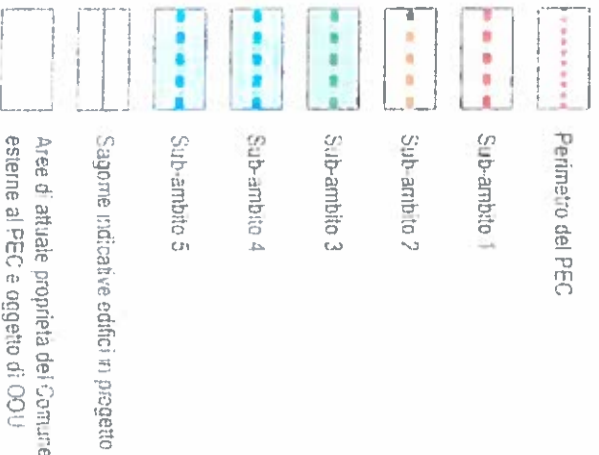 Perimetro del PEC
Sub-ambito 1
Sub-ambito 2
Sub-ambito 3
Sub-ambito 4
Sub-ambito 5
Sagome indicative edifici in progetto
Aree di attuale proprietà del Comune
esterne al PEC e oggetto di OOU